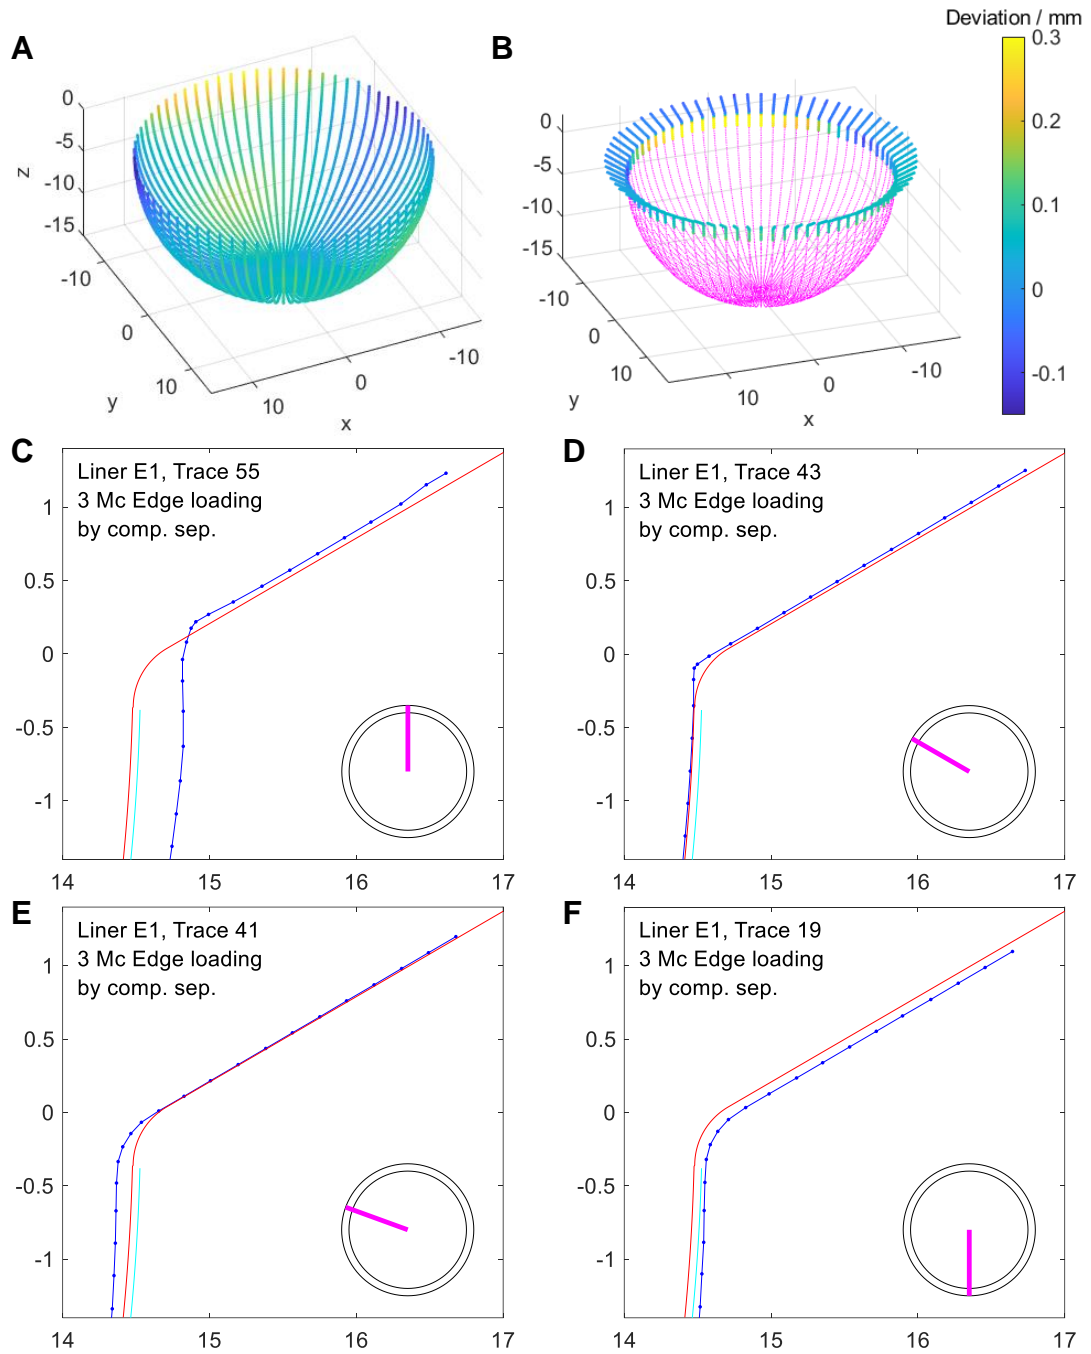 Deviation / mm
A
B
0.3
0.2
0.1
0
-0.1
0
-5
-10
-15
z
-10
0
10
y
10
0
-10
x
0
-5
-10
-15
-10
0
10
y
10
0
-10
x
C
Liner E1, Trace 55
3 Mc Edge loading
by comp. sep.
1
0.5
0
-0.5
-1
14
15
16
17
D
Liner E1, Trace 43
3 Mc Edge loading
by comp. sep.
1
0.5
0
-0.5
-1
14
15
16
17
E
Liner E1, Trace 41
3 Mc Edge loading
by comp. sep.
1
0.5
0
-0.5
-1
14
15
16
17
F
Liner E1, Trace 19
3 Mc Edge loading
by comp. sep.
1
0.5
0
-0.5
-1
14
15
16
17